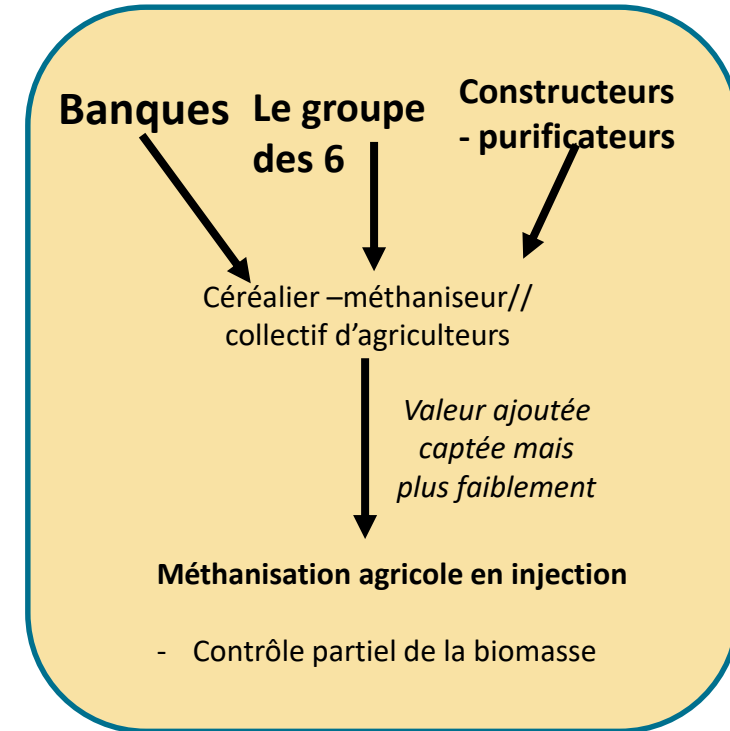 Banques
Le groupe
des 6
Constructeurs
- purificateurs
Céréalier –méthaniseur//
collectif d’agriculteurs
Valeur ajoutée
captée mais
plus faiblement
Méthanisation agricole en injection
- Contrôle partiel de la biomasse